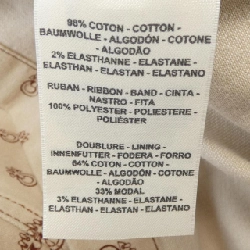 98% COTON - COTTON -
BAUMWOLLE - ALGODÓN - COTONE
- ALGODÃO
2% ELASTHANNE - ELASTANE -
ELASTHAN - ELASTAN - ELASTANO
RUBAN - RIBBON - BAND - CINTA -
NASTRO - FITA
100% POLYESTER - POLIESTERE -
POLIÉSTER
DOUBLURE - LINING -
INNENFUTTER - FODERA - FORRO
64% COTON - COTTON -
BAUMWOLLE - ALGODÓN - COTONE -
ALGODÃO
33% MODAL
3% ELASTHANNE - ELASTANE -
ELASTHAN - ELASTAN - ELASTANO